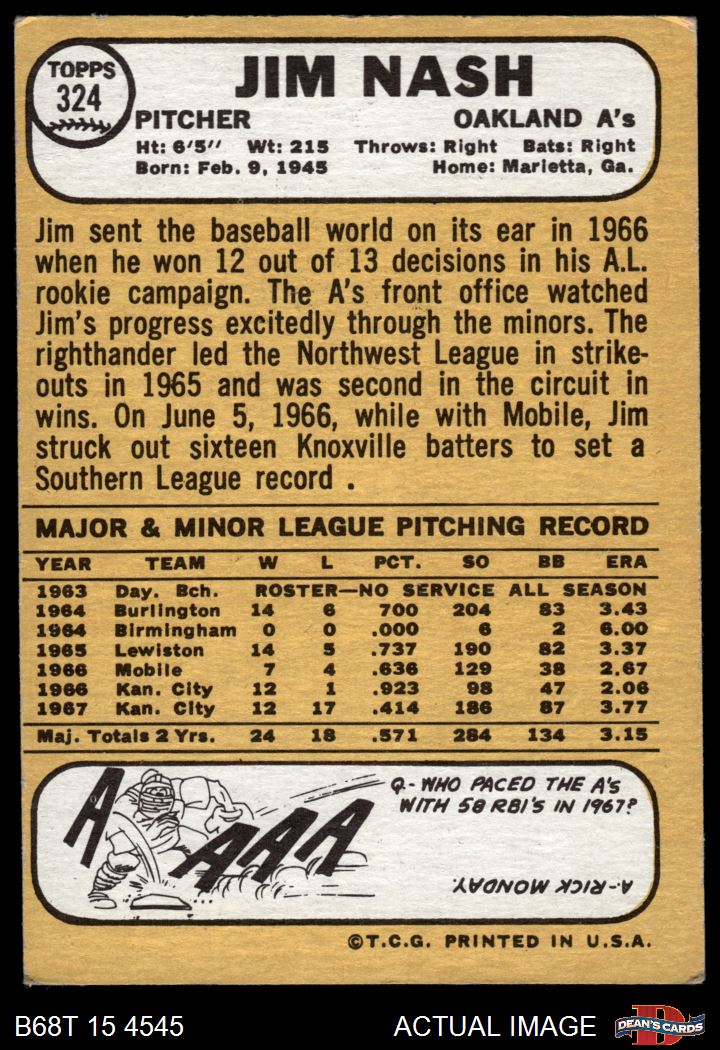 TOPPS
324
JIM NASH
PITCHER OAKLAND A's
Ht: 6'5" Wt: 215 Throws: Right Bats: Right
Born: Feb. 9, 1945 Home: Marietta, Ga.
Jim sent the baseball world on its ear in 1966
when he won 12 out of 13 decisions in his A.L.
rookie campaign. The A's front office watched
Jim's progress excitedly through the minors. The
righthander led the Northwest League in strike-
outs in 1965 and was second in the circuit in
wins. On June 5, 1966, while with Mobile, Jim
struck out sixteen Knoxville batters to set a
Southern League record .
MAJOR & MINOR LEAGUE PITCHING RECORD
YEAR TEAM W L PCT. SO BB ERA
1963 Day. Bch. ROSTER—NO SERVICE ALL SEASON
1964 Burlington 14 6 700 204 83 3.43
1964 Birmingham 0 0 .000 6 2 6.00
1965 Lewiston 14 5 .737 190 82 3.37
1966 Mobile 7 4 .636 129 38 2.67
1966 Kan. City 12 1 .923 98 47 2.06
1967 Kan. City 12 17 .414 186 87 3.77
Maj. Totals 2 Yrs. 24 18 .571 284 134 3.15
A AAA
Q-WHO PACED THE A'S
WITH 58 RBI'S IN 1967?
A-RICK MONDAY.
©T.C.G. PRINTED IN U.S.A.
B68T 15 4545 ACTUAL IMAGE
D
DEAN'S CARDS